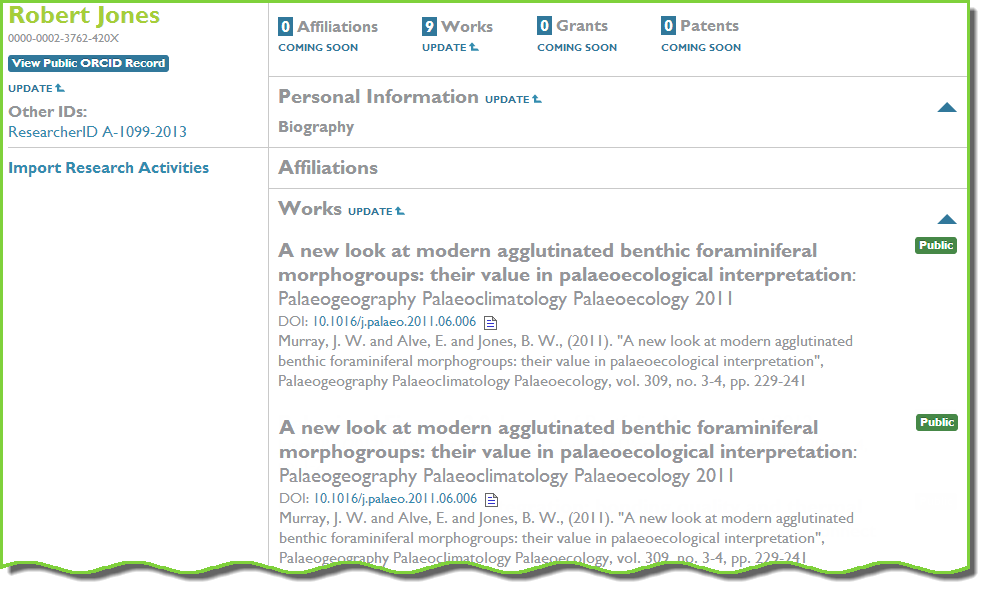 Robert Jones
0000-0002-3762-420X
View Public ORCID Record
UPDATE
Other IDs:
ResearcherID A-1099-2013
Import Research Activities
0 Affiliations
COMING SOON
9 Works
UPDATE
0 Grants
COMING SOON
0 Patents
COMING SOON
Personal Information UPDATE
Biography
Affiliations
Works UPDATE
A new look at modern agglutinated benthic foraminiferal
Public
morphogroups: their value in palaeoecological interpretation:
Palaeogeography Palaeoclimatology Palaeoecology 2011
DOI: 10.1016/j.palaeo.2011.06.006
Murray, J. W. and Alve, E. and Jones, B. W., (2011). "A new look at modern agglutinated
benthic foraminiferal morphogroups: their value in palaeoecological interpretation",
Palaeogeography Palaeoclimatology Palaeoecology, vol. 309, no. 3-4, pp. 229-241
A new look at modern agglutinated benthic foraminiferal
Public
morphogroups: their value in palaeoecological interpretation:
Palaeogeography Palaeoclimatology Palaeoecology 2011
DOI: 10.1016/j.palaeo.2011.06.006
Murray, J. W. and Alve, E. and Jones, B. W., (2011). "A new look at modern agglutinated
benthic foraminiferal morphogroups: their value in palaeoecological interpretation",
Palaeogeography Palaeoclimatology Palaeoecology, vol. 309, no. 3-4, pp. 229-241